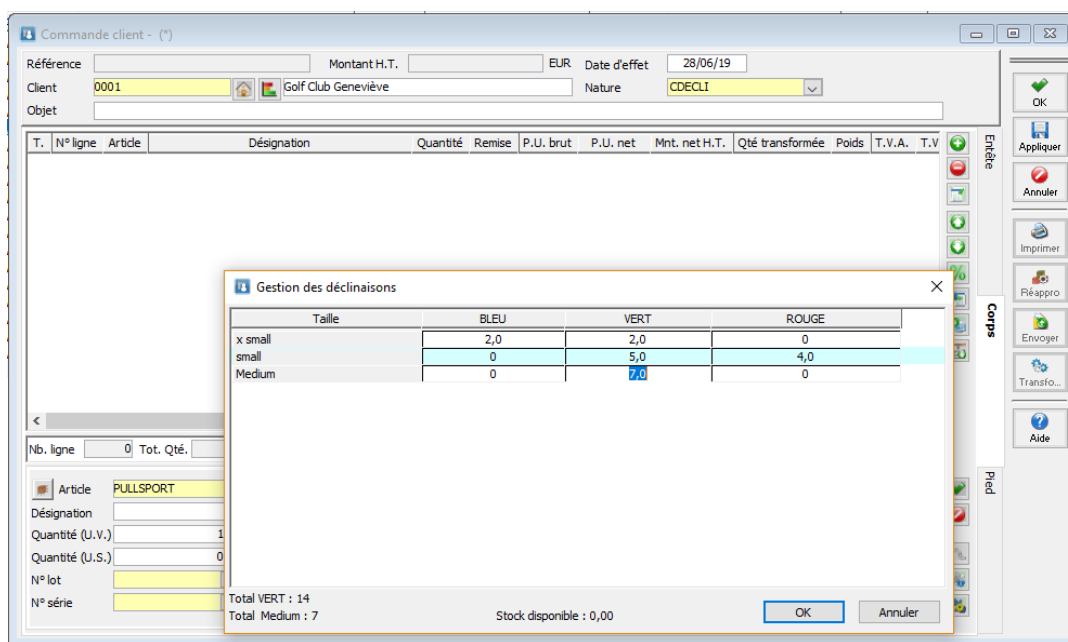 Commande client - (*)
Référence Montant H.T. EUR Date d'effet 28/06/19
Client 0001 Golf Club Geneviève Nature CDECLI
Objet
OK
Appliquer
Annuler
Imprimer
Réappro
Envoyer
Transfo...
Aide
Entête
Corps
Pied
T. N° ligne Article Désignation Quantité Remise P.U. brut P.U. net Mnt. net H.T. Qté transformée Poids T.V.A. T.V
Nb. ligne 0 Tot. Qté.
Article PULLSPORT
Désignation
Quantité (U.V.) 1
Quantité (U.S.) 0
N° lot
N° série
Gestion des déclinaisons
Taille BLEU VERT ROUGE
x small 2,0 2,0 0
small 0 5,0 4,0
Medium 0 7,0 0
Total VERT : 14
Total Medium : 7 Stock disponible : 0,00 OK Annuler